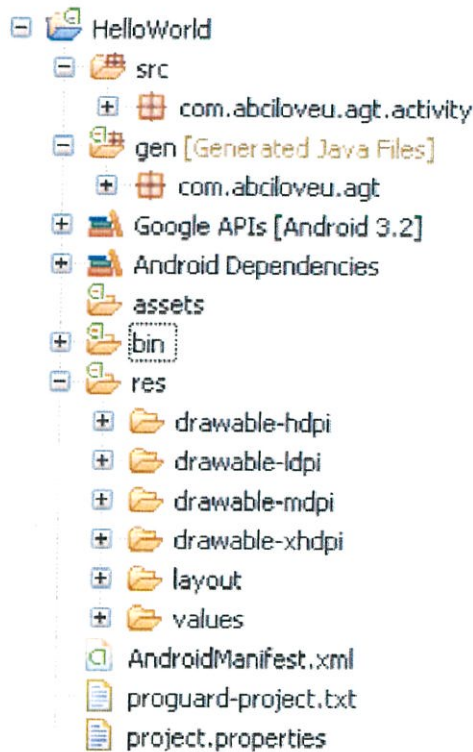 HelloWorld
src
com.abciloveu.agt.activity
gen [Generated Java Files]
com.abciloveu.agt
Google APIs [Android 3.2]
Android Dependencies
assets
bin
res
drawable-hdpi
drawable-ldpi
drawable-mdpi
drawable-xhdpi
layout
values
AndroidManifest.xml
proguard-project.txt
project.properties